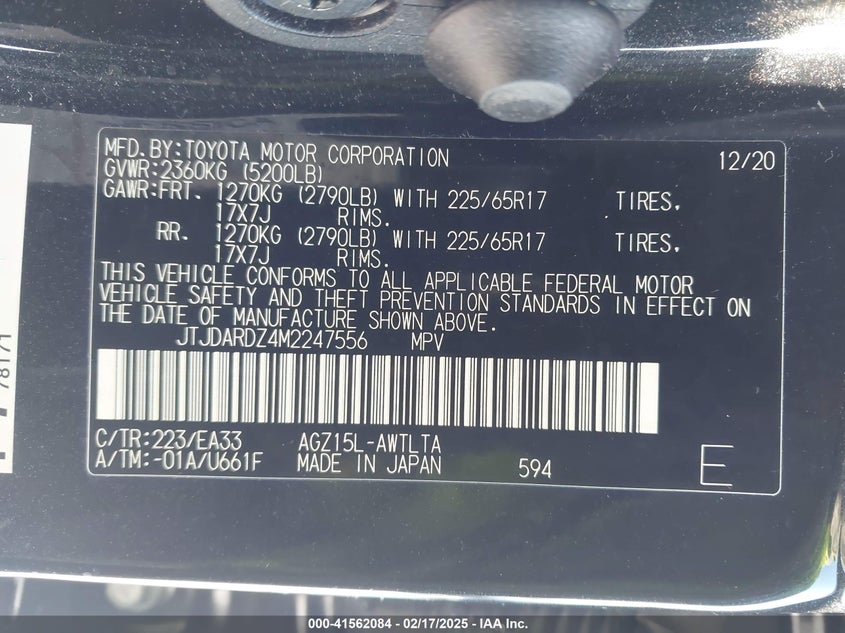 MFD.BY:TOYOTA MOTOR CORPORATION 12/20
GVWR:2360KG (5200LB)
GAWR:FRT. 1270KG (2790LB) WITH 225/65R17 TIRES.
17X7J RIMS.
RR. 1270KG (2790LB) WITH 225/65R17 TIRES.
17X7J RIMS.
THIS VEHICLE CONFORMS TO ALL APPLICABLE FEDERAL MOTOR
VEHICLE SAFETY AND THEFT PREVENTION STANDARDS IN EFFECT ON
THE DATE OF MANUFACTURE SHOWN ABOVE.
JTJDARDZ4M2247556 MPV
C/TR:223/EA33 AGZ15L-AWTLTA
A/TM:-01A/U661F MADE IN JAPAN 594 E
78171
000-41562084 - 02/17/2025 - IAA Inc.